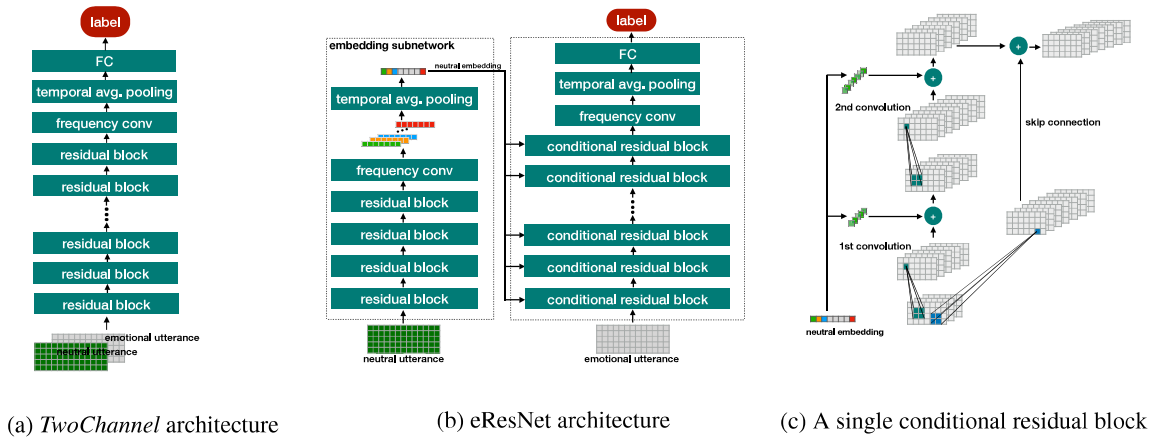 label
FC
temporal avg. pooling
frequency conv
residual block
residual block
residual block
residual block
residual block
emotional utterance
neutral utterance
(a) TwoChannel architecture
embedding subnetwork
neutral embedding
temporal avg. pooling
frequency conv
residual block
residual block
residual block
residual block
neutral utterance
label
FC
temporal avg. pooling
frequency conv
conditional residual block
conditional residual block
conditional residual block
conditional residual block
conditional residual block
emotional utterance
(b) eResNet architecture
+
+
2nd convolution
skip connection
+
1st convolution
neutral embedding
(c) A single conditional residual block